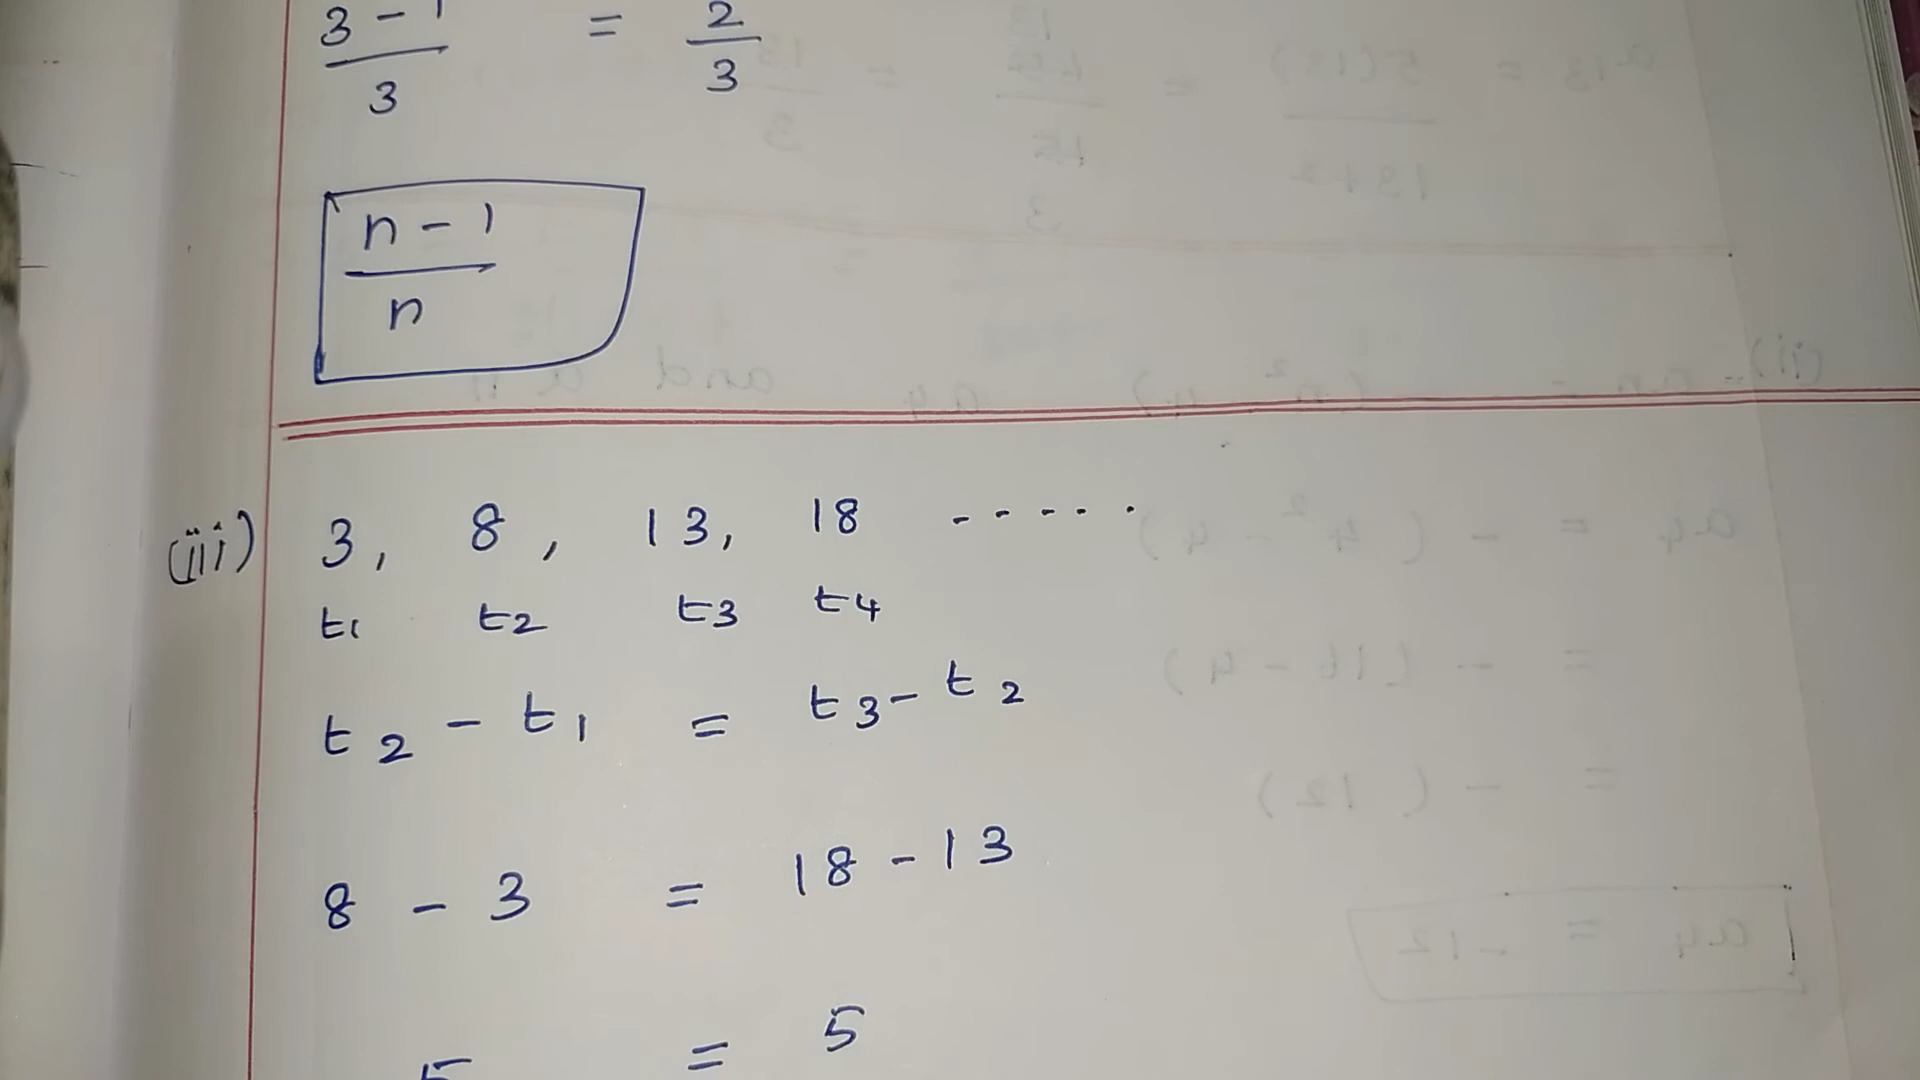 3 - 1 / 3 = 2 / 3
n - 1 / n
(iii) 3, 8, 13, 18 - - - - - .
t1 t2 t3 t4
t2 - t1 = t3 - t2
8 - 3 = 18 - 13
5 = 5